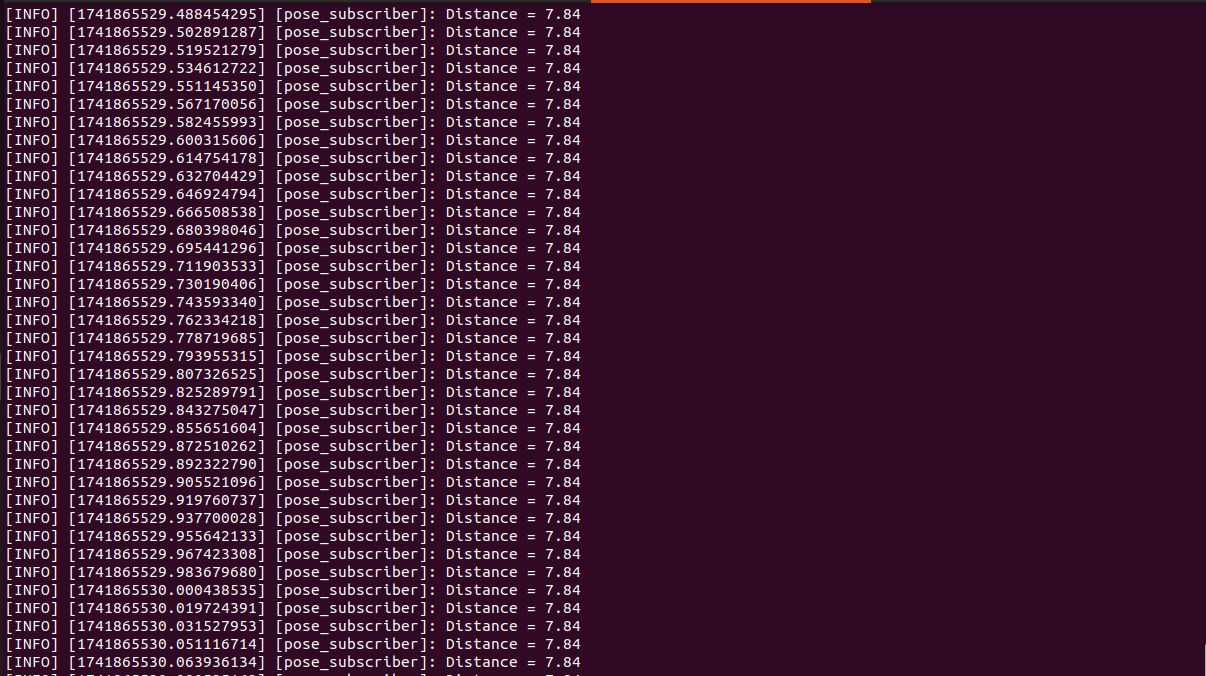 [INFO] [1741865529.488454295] [pose_subscriber]: Distance = 7.84
[INFO] [1741865529.502891287] [pose_subscriber]: Distance = 7.84
[INFO] [1741865529.519521279] [pose_subscriber]: Distance = 7.84
[INFO] [1741865529.534612722] [pose_subscriber]: Distance = 7.84
[INFO] [1741865529.551145350] [pose_subscriber]: Distance = 7.84
[INFO] [1741865529.567170056] [pose_subscriber]: Distance = 7.84
[INFO] [1741865529.582455993] [pose_subscriber]: Distance = 7.84
[INFO] [1741865529.600315606] [pose_subscriber]: Distance = 7.84
[INFO] [1741865529.614754178] [pose_subscriber]: Distance = 7.84
[INFO] [1741865529.632704429] [pose_subscriber]: Distance = 7.84
[INFO] [1741865529.646924794] [pose_subscriber]: Distance = 7.84
[INFO] [1741865529.666508538] [pose_subscriber]: Distance = 7.84
[INFO] [1741865529.680398046] [pose_subscriber]: Distance = 7.84
[INFO] [1741865529.695441296] [pose_subscriber]: Distance = 7.84
[INFO] [1741865529.711903533] [pose_subscriber]: Distance = 7.84
[INFO] [1741865529.730190406] [pose_subscriber]: Distance = 7.84
[INFO] [1741865529.743593340] [pose_subscriber]: Distance = 7.84
[INFO] [1741865529.762334218] [pose_subscriber]: Distance = 7.84
[INFO] [1741865529.778719685] [pose_subscriber]: Distance = 7.84
[INFO] [1741865529.793955315] [pose_subscriber]: Distance = 7.84
[INFO] [1741865529.807326525] [pose_subscriber]: Distance = 7.84
[INFO] [1741865529.825289791] [pose_subscriber]: Distance = 7.84
[INFO] [1741865529.843275047] [pose_subscriber]: Distance = 7.84
[INFO] [1741865529.855651604] [pose_subscriber]: Distance = 7.84
[INFO] [1741865529.872510262] [pose_subscriber]: Distance = 7.84
[INFO] [1741865529.892322790] [pose_subscriber]: Distance = 7.84
[INFO] [1741865529.905521096] [pose_subscriber]: Distance = 7.84
[INFO] [1741865529.919760737] [pose_subscriber]: Distance = 7.84
[INFO] [1741865529.937700028] [pose_subscriber]: Distance = 7.84
[INFO] [1741865529.955642133] [pose_subscriber]: Distance = 7.84
[INFO] [1741865529.967423308] [pose_subscriber]: Distance = 7.84
[INFO] [1741865529.983679680] [pose_subscriber]: Distance = 7.84
[INFO] [1741865530.000438535] [pose_subscriber]: Distance = 7.84
[INFO] [1741865530.019724391] [pose_subscriber]: Distance = 7.84
[INFO] [1741865530.031527953] [pose_subscriber]: Distance = 7.84
[INFO] [1741865530.051116714] [pose_subscriber]: Distance = 7.84
[INFO] [1741865530.063936134] [pose_subscriber]: Distance = 7.84